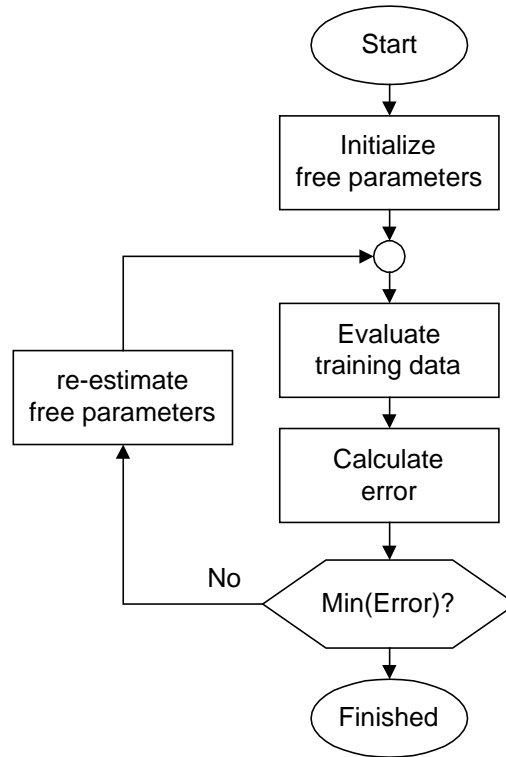 Start
Initialize
free parameters
Evaluate
training data
re-estimate
free parameters
Calculate
error
No
Min(Error)?
Finished